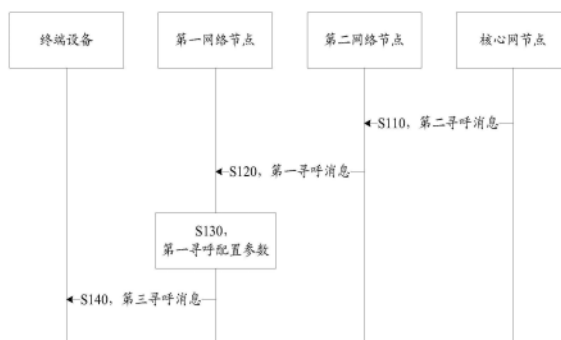 终端设备
第一网络节点
第二网络节点
核心网节点
S110，第二寻呼消息
S120，第一寻呼消息
S130，
第一寻呼配置参数
S140，第三寻呼消息